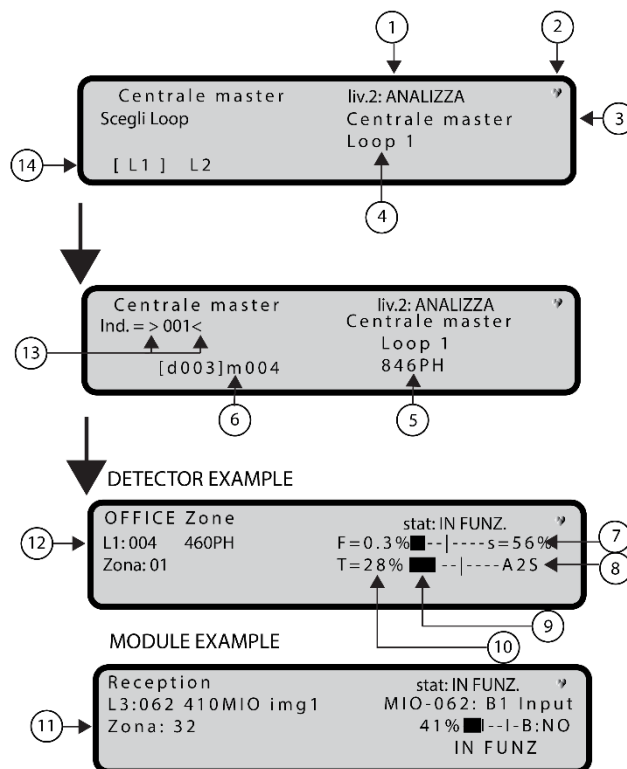 1 2
Centrale master liv.2: ANALIZZA
Scegli Loop Centrale master 3
Loop 1
14 [ L1 ] L2
4
Centrale master liv.2: ANALIZZA
Ind. = > 001< Centrale master
13 Loop 1
[d003]m004 846PH
6 5
DETECTOR EXAMPLE
OFFICE Zone stat: IN FUNZ.
12 L1: 004 460PH F=0.3%■--|----s=56% 7
Zona: 01 T=28%■--|----A2S 8
9
10
MODULE EXAMPLE
Reception stat: IN FUNZ.
L3:062 410MIO img1 MIO-062: B1 Input
11 Zona: 32 41%■|--I-B:NO
IN FUNZ